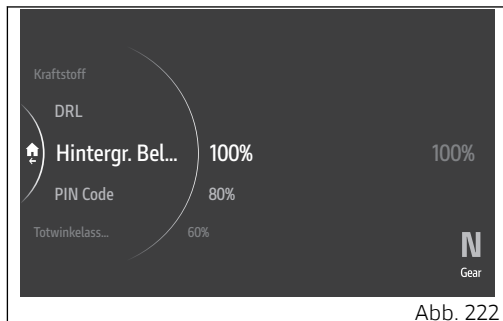 Kraftstoff
DRL
Hintergr. Bel... 100% 100%
PIN Code 80%
Totwinkelass... 60%
N
Gear
Abb. 222